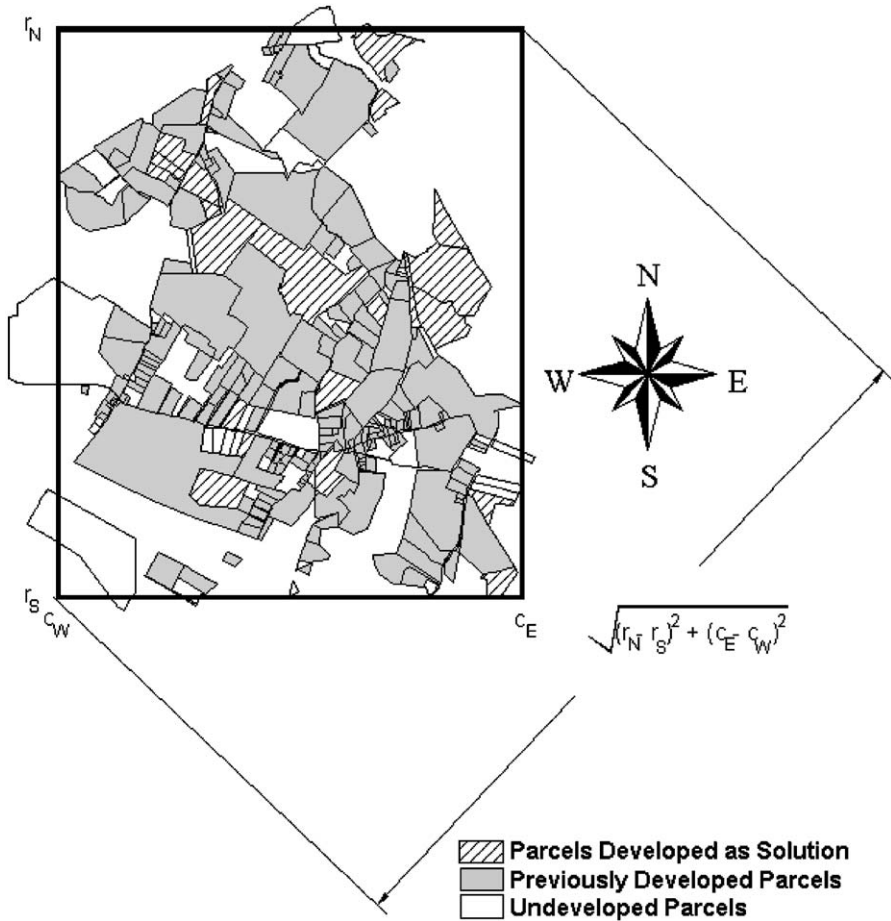 r_N
N
W E
S
r_S
c_W
c_E
√(r_N - r_S)² + (c_E - c_W)²
Parcels Developed as Solution
Previously Developed Parcels
Undeveloped Parcels